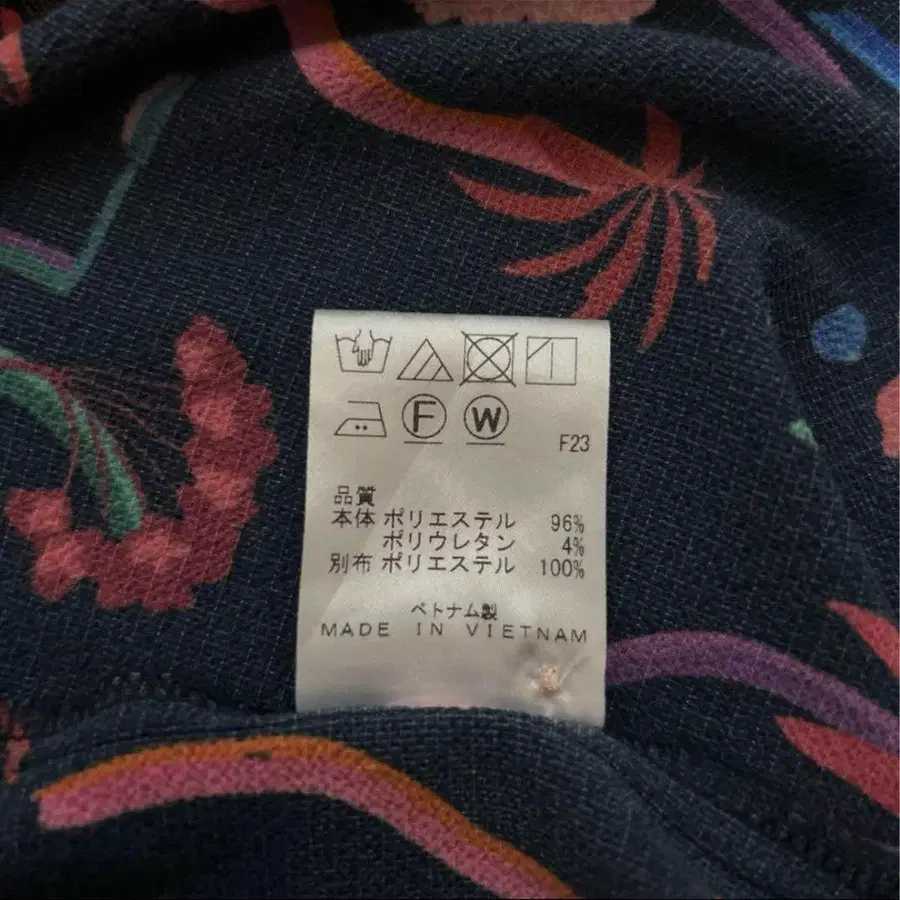 F W
F23
品質
本体 ポリエステル 96%
ポリウレタン 4%
別布 ポリエステル 100%
ベトナム製
MADE IN VIETNAM